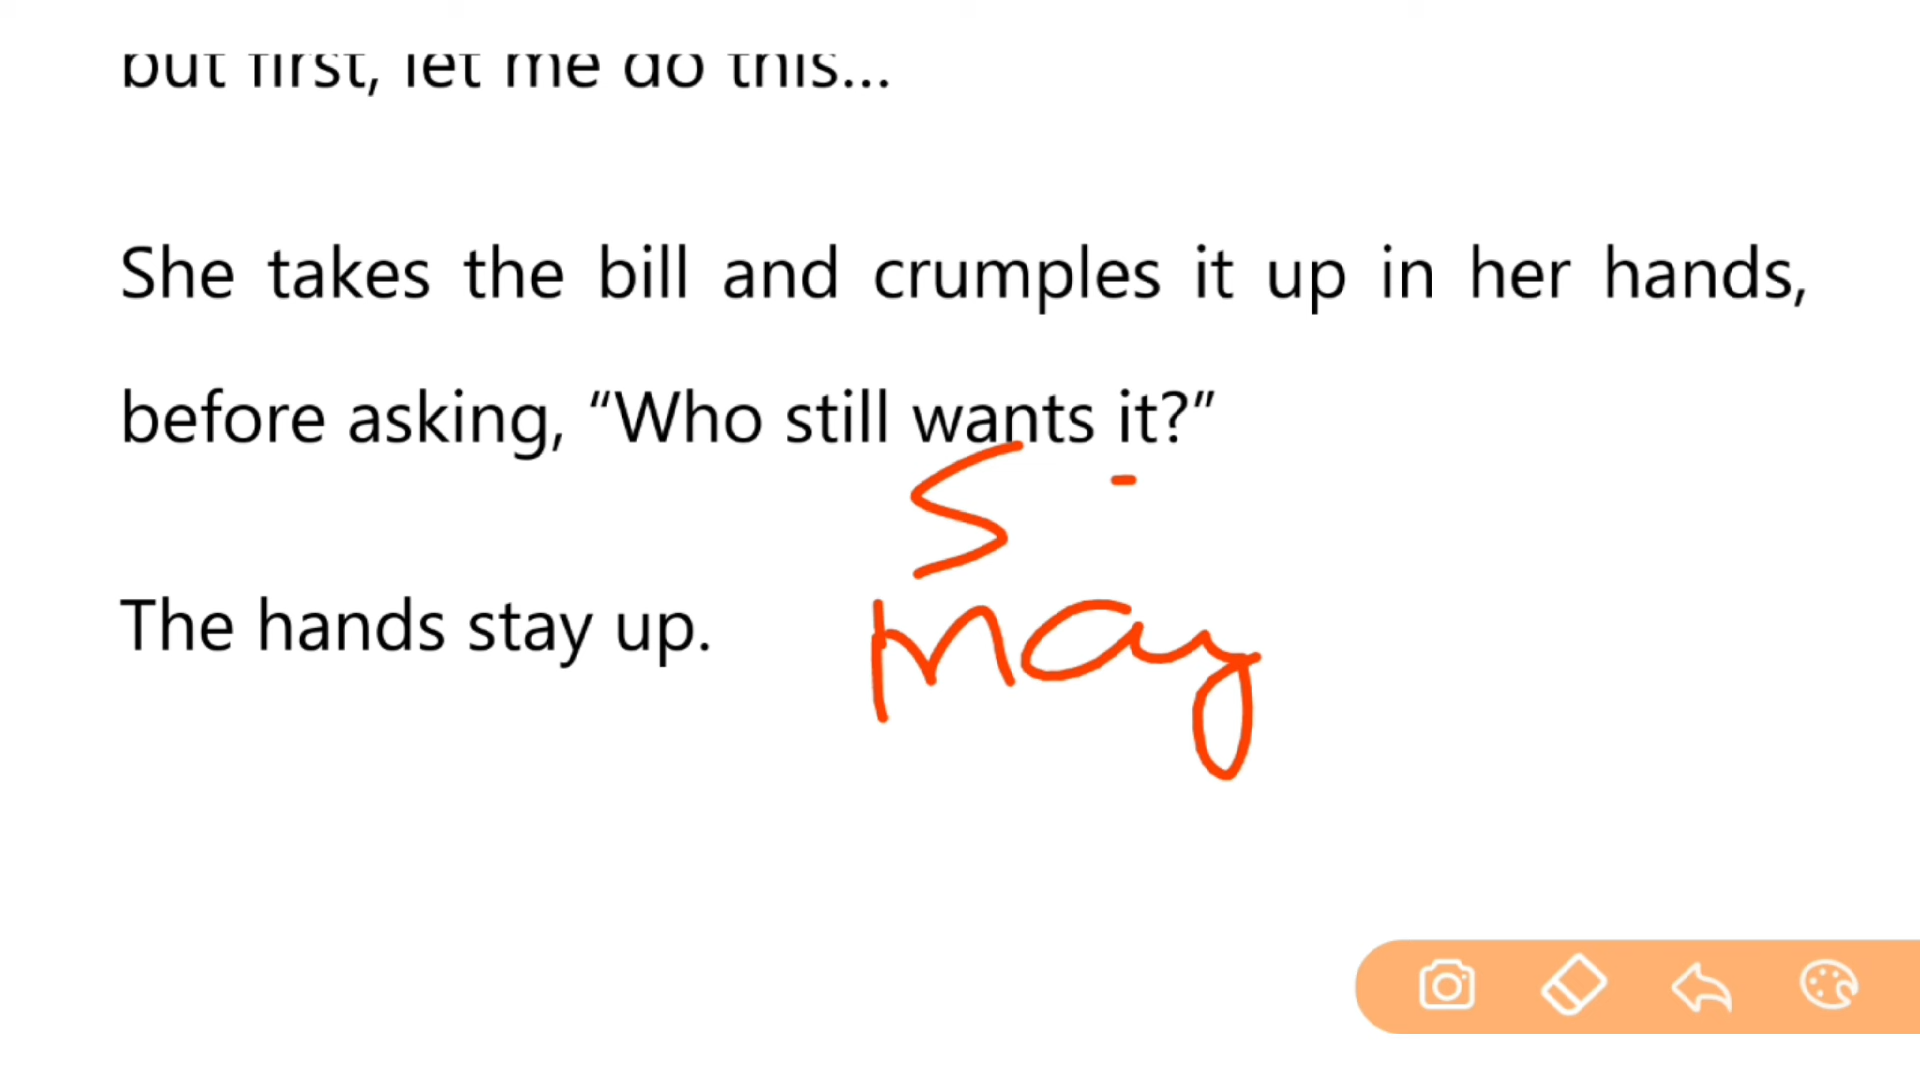 but first, let me do this...
She takes the bill and crumples it up in her hands,
before asking, “Who still wants it?”
S -
The hands stay up.
may